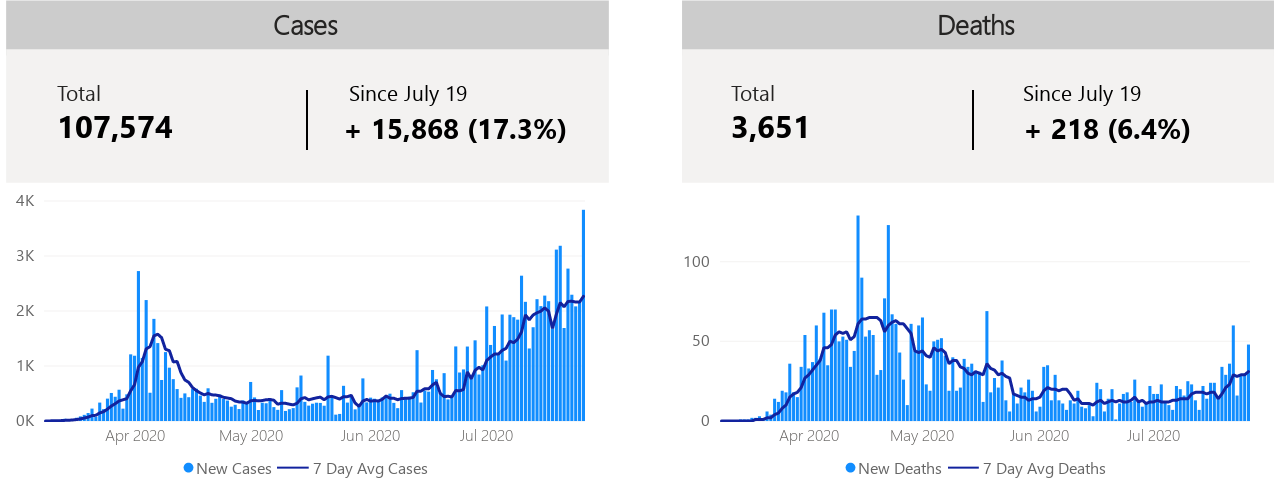 Cases
Total
107,574
Since July 19
+ 15,868 (17.3%)
4K
3K
2K
1K
0K
Apr 2020
May 2020
Jun 2020
Jul 2020
New Cases
7 Day Avg Cases
Deaths
Total
3,651
Since July 19
+ 218 (6.4%)
100
50
0
Apr 2020
May 2020
Jun 2020
Jul 2020
New Deaths
7 Day Avg Deaths